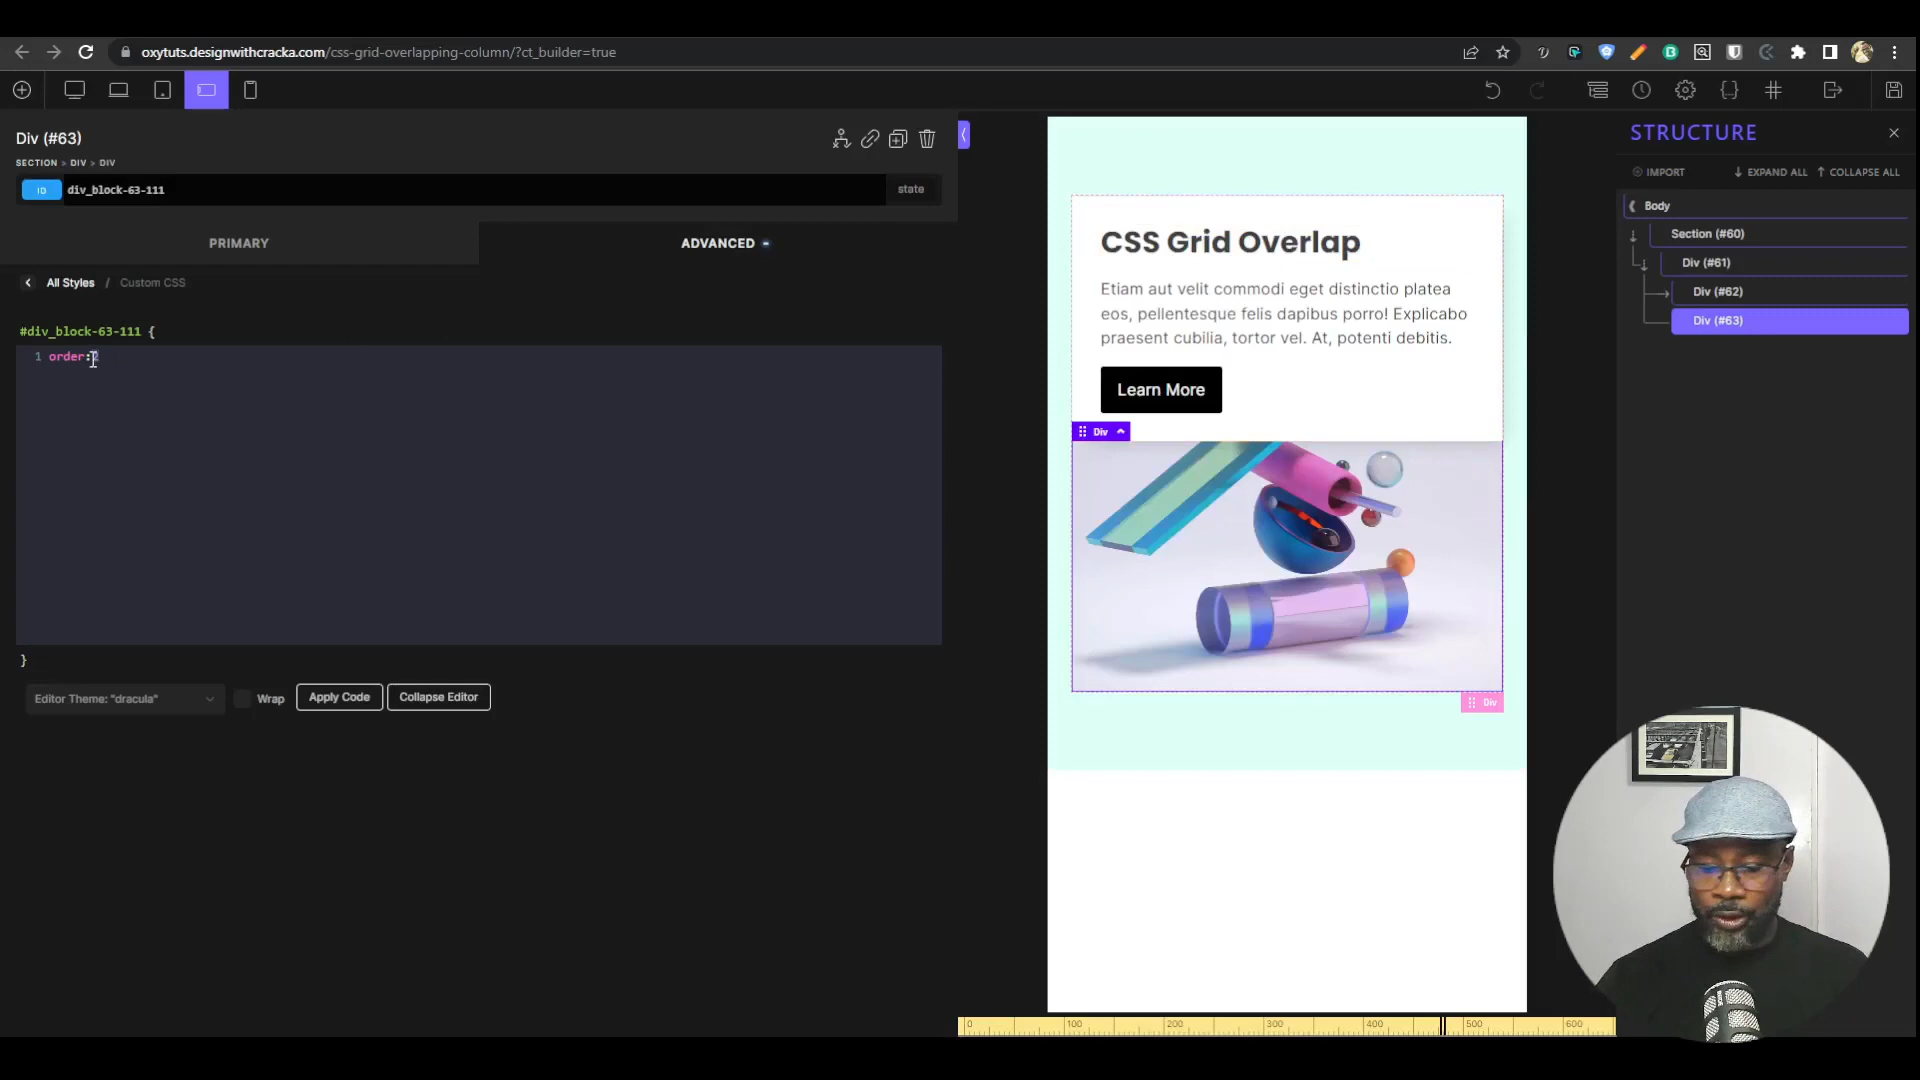 oxytuts.designwithcracka.com/css-grid-overlapping-column/?ct_builder=true
Div (#63)
SECTION > DIV > DIV
ID
div_block-63-111
state
PRIMARY
ADVANCED
All Styles / Custom CSS
#div_block-63-111 {
1 order:
}
Editor Theme: "dracula"
Wrap
Apply Code
Collapse Editor
CSS Grid Overlap
Etiam aut velit commodi eget distinctio platea
eos, pellentesque felis dapibus porro! Explicabo
praesent cubilia, tortor vel. At, potenti debitis.
Learn More
Div
Div
0 100 200 300 400 500 600
STRUCTURE
IMPORT
EXPAND ALL
COLLAPSE ALL
Body
Section (#60)
Div (#61)
Div (#62)
Div (#63)